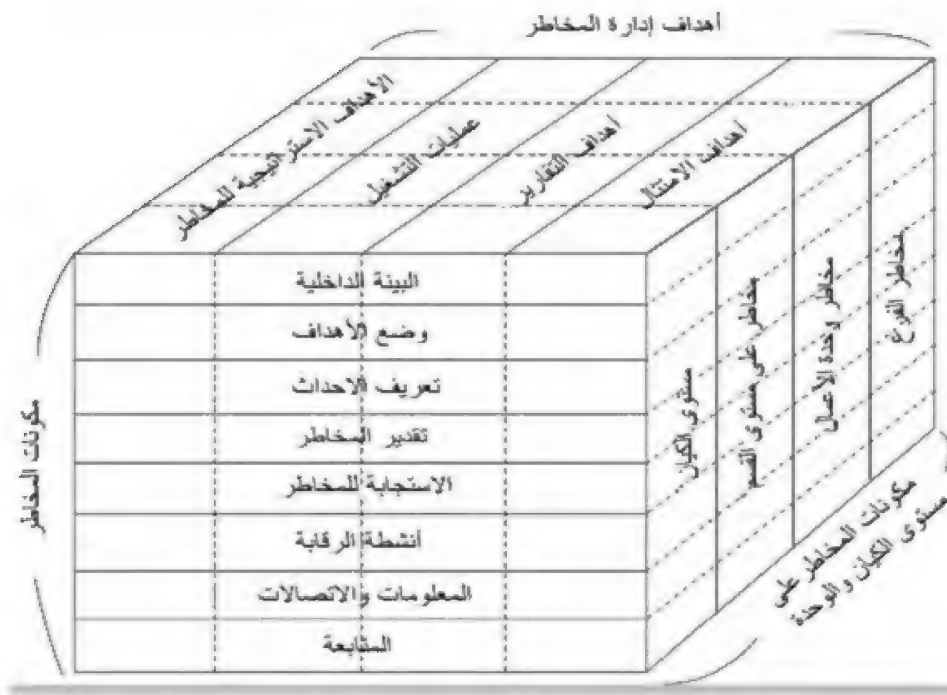 أهداف إدارة المخاطر
الأهداف الاستراتيجية للمخاطر
عمليات التشغيل
أهداف التقارير
أهداف الامتثال
البيئة الداخلية
وضع الأهداف
تعريف الاحداث
تقدير المخاطر
الاستجابة للمخاطر
أنشطة الرقابة
المعلومات والاتصالات
المتابعة
مكونات المخاطر
مستوى الكيان
مخاطر على مستوى القسم
مخاطر وحدة الأعمال
مخاطر الفرع
مكونات المخاطر على
مستوى الكيان والوحدة